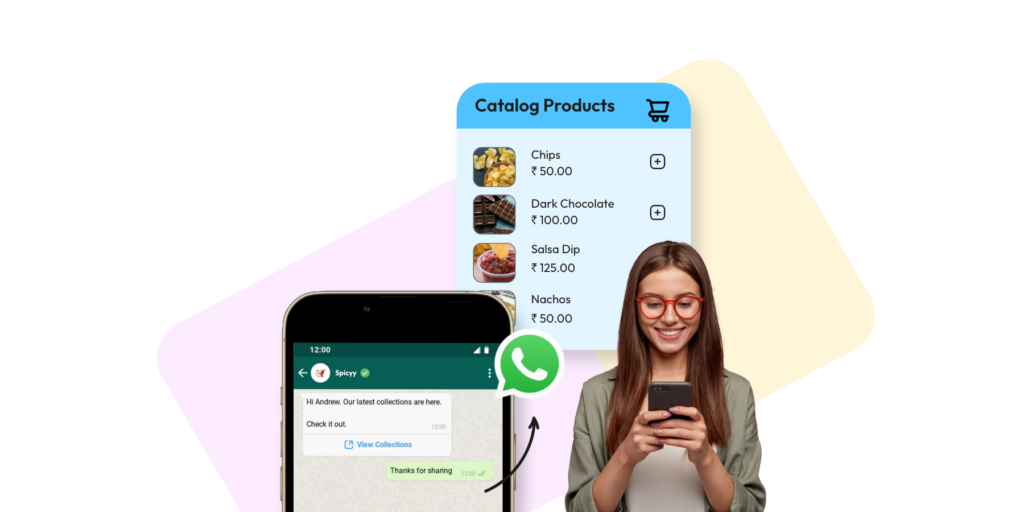 Catalog Products
Chips
₹ 50.00
Dark Chocolate
₹ 100.00
Salsa Dip
₹ 125.00
Nachos
₹ 50.00
12:00
Spicyy
Hi Andrew. Our latest collections are here.
Check it out.
12:00
View Collections
Thanks for sharing
12:00